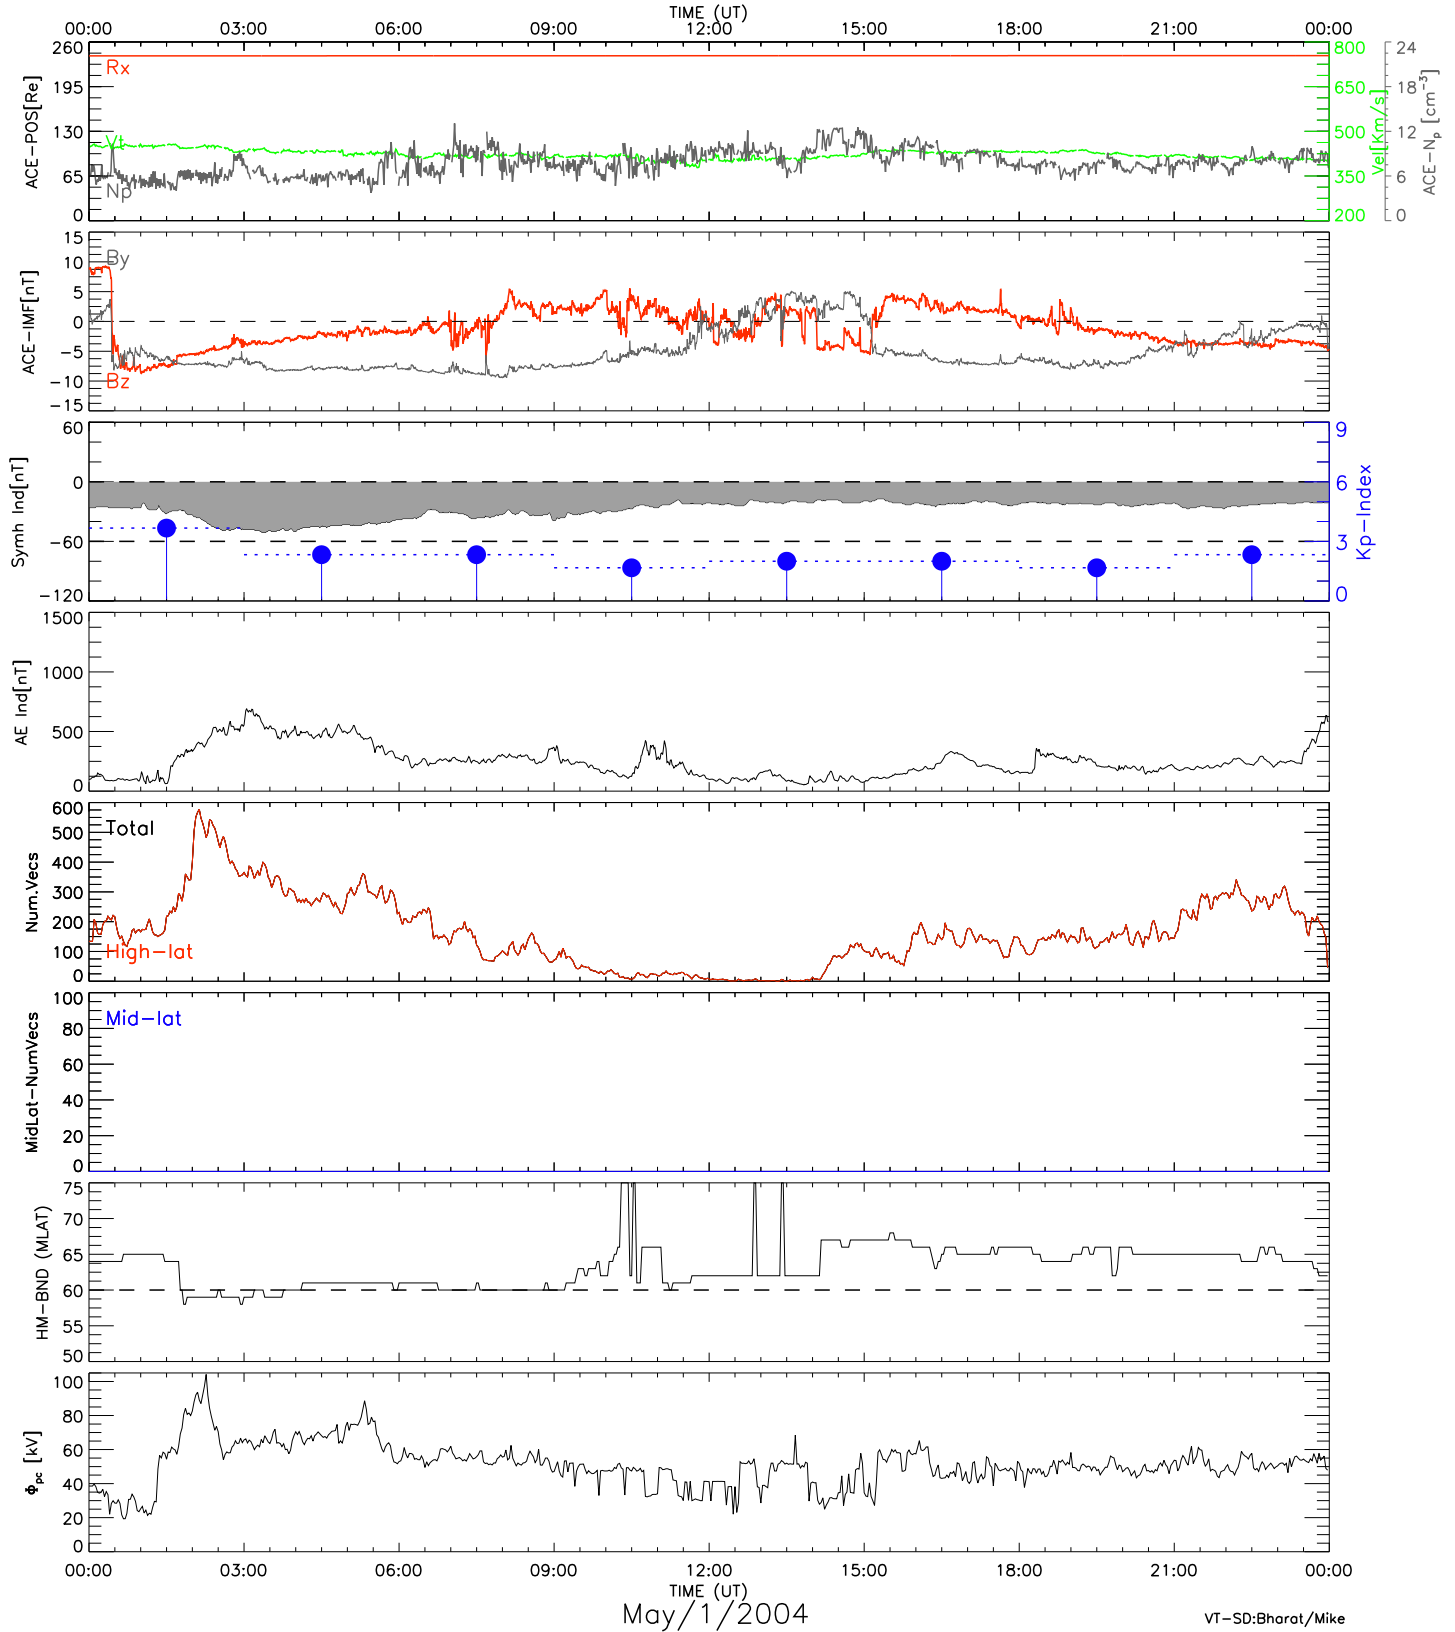 TIME (UT)
00:00 03:00 06:00 09:00 12:00 15:00 18:00 21:00 00:00
ACE-POS[Re]
260
195
130
65
0
Rx
Vt
Np
800
650
500
350
200
Vel[Km/s]
24
18
12
6
0
ACE-Np [cm-3]
ACE-IMF[nT]
15
10
5
0
-5
-10
-15
By
Bz
Symh Ind[nT]
60
0
-60
-120
9
6
3
0
Kp-Index
AE Ind[nT]
1500
1000
500
0
Num.Vecs
600
500
400
300
200
100
0
Total
High-lat
MidLat-NumVecs
100
80
60
40
20
0
Mid-lat
HM-BND (MLAT)
75
70
65
60
55
50
Φpc [kV]
100
80
60
40
20
0
00:00 03:00 06:00 09:00 12:00 15:00 18:00 21:00 00:00
TIME (UT)
May/1/2004
VT-SD:Bharat/Mike